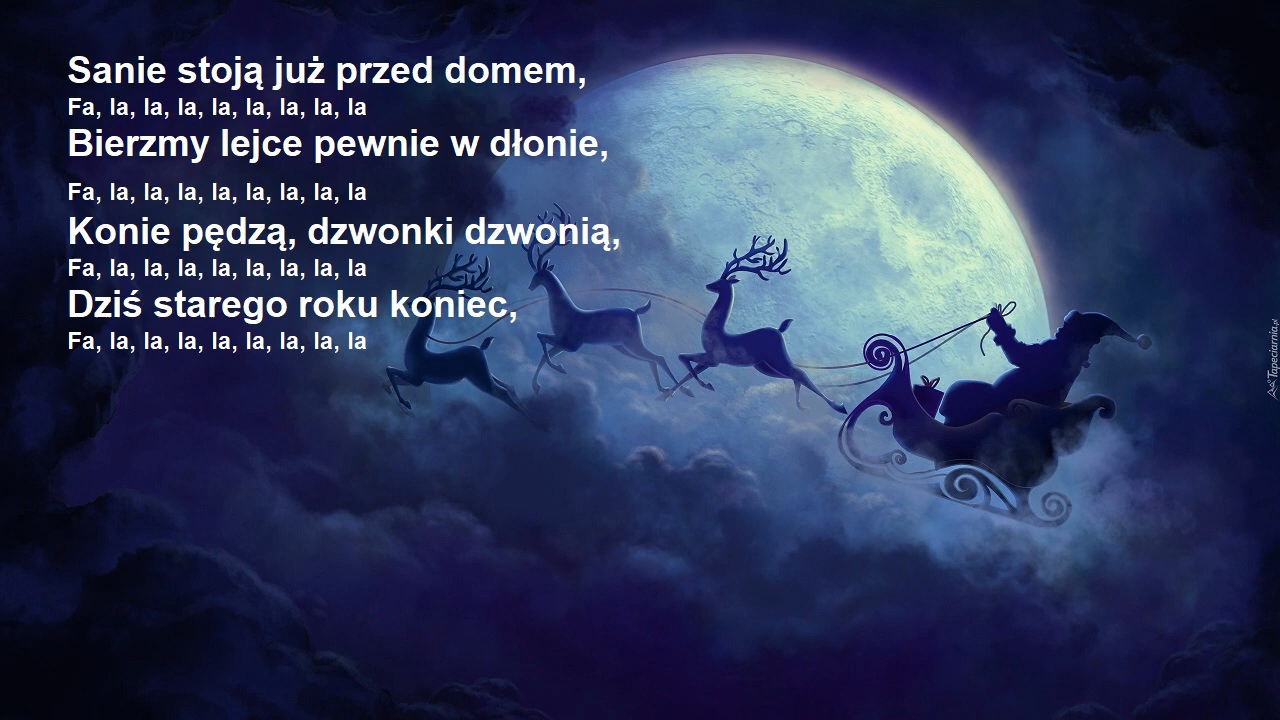 Sanie stoją już przed domem,
Fa, la, la, la, la, la, la, la, la
Bierzmy lejce pewnie w dłonie,
Fa, la, la, la, la, la, la, la, la
Konie pędzą, dzwonki dzwonią,
Fa, la, la, la, la, la, la, la, la
Dziś starego roku koniec,
Fa, la, la, la, la, la, la, la, la
Tapeciarnia.pl